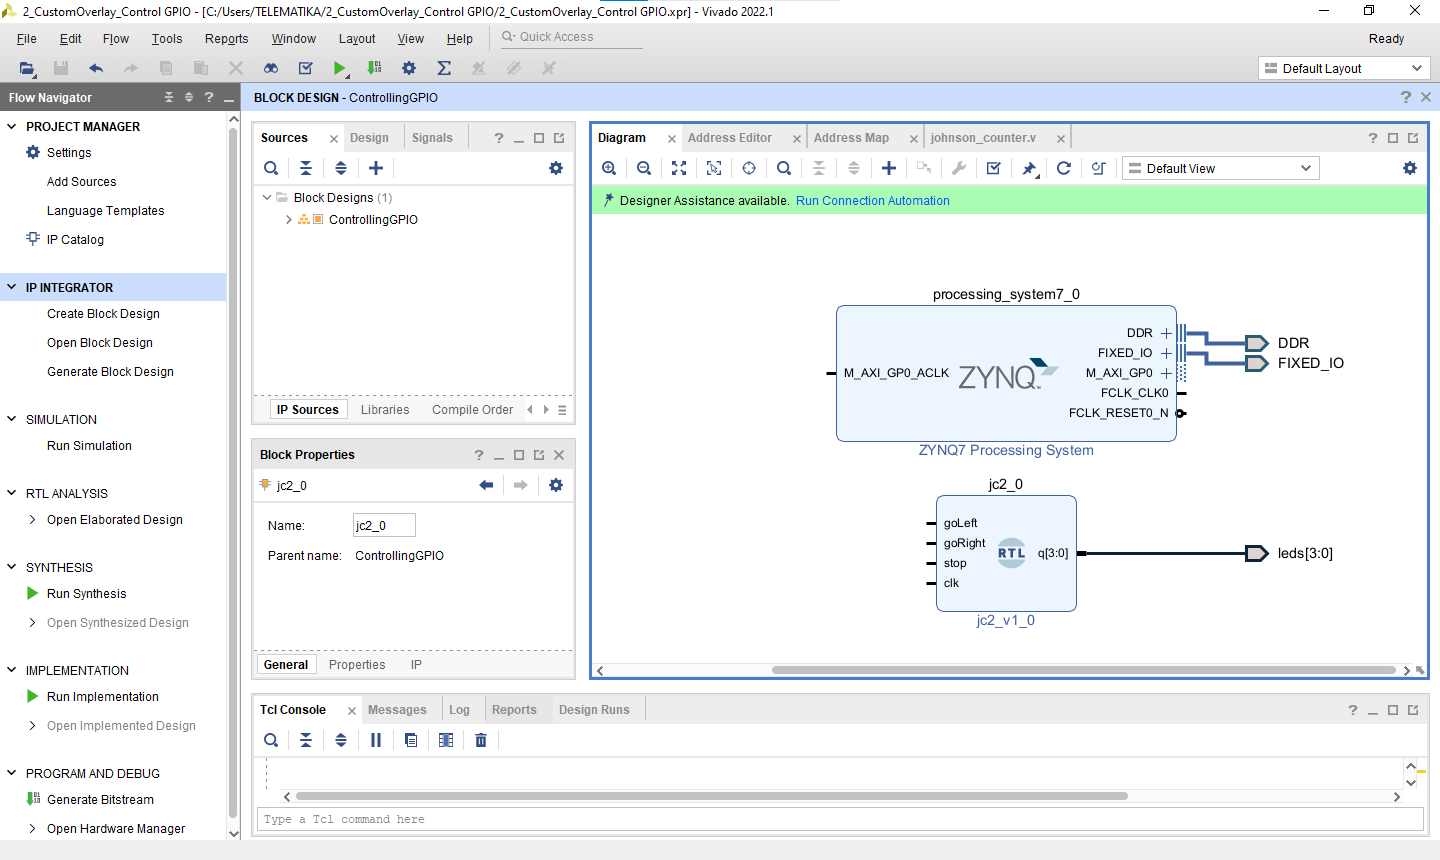 2_CustomOverlay_Control GPIO - [C:/Users/TELEMATIKA/2_CustomOverlay_Control GPIO/2_CustomOverlay_Control GPIO.xpr] - Vivado 2022.1
File Edit Flow Tools Reports Window Layout View Help Quick Access Ready
Default Layout
Flow Navigator
PROJECT MANAGER
Settings
Add Sources
Language Templates
IP Catalog
IP INTEGRATOR
Create Block Design
Open Block Design
Generate Block Design
SIMULATION
Run Simulation
RTL ANALYSIS
Open Elaborated Design
SYNTHESIS
Run Synthesis
Open Synthesized Design
IMPLEMENTATION
Run Implementation
Open Implemented Design
PROGRAM AND DEBUG
Generate Bitstream
Open Hardware Manager
BLOCK DESIGN - ControllingGPIO
Sources Design Signals
Block Designs (1)
ControllingGPIO
IP Sources Libraries Compile Order
Block Properties
jc2_0
Name: jc2_0
Parent name: ControllingGPIO
General Properties IP
Diagram Address Editor Address Map johnson_counter.v
Default View
Designer Assistance available. Run Connection Automation
processing_system7_0
M_AXI_GP0_ACLK
ZYNQ
DDR
FIXED_IO
M_AXI_GP0
FCLK_CLK0
FCLK_RESET0_N
DDR
FIXED_IO
ZYNQ7 Processing System
jc2_0
goLeft
goRight
stop
clk
RTL
q[3:0]
leds[3:0]
jc2_v1_0
Tcl Console Messages Log Reports Design Runs
Type a Tcl command here